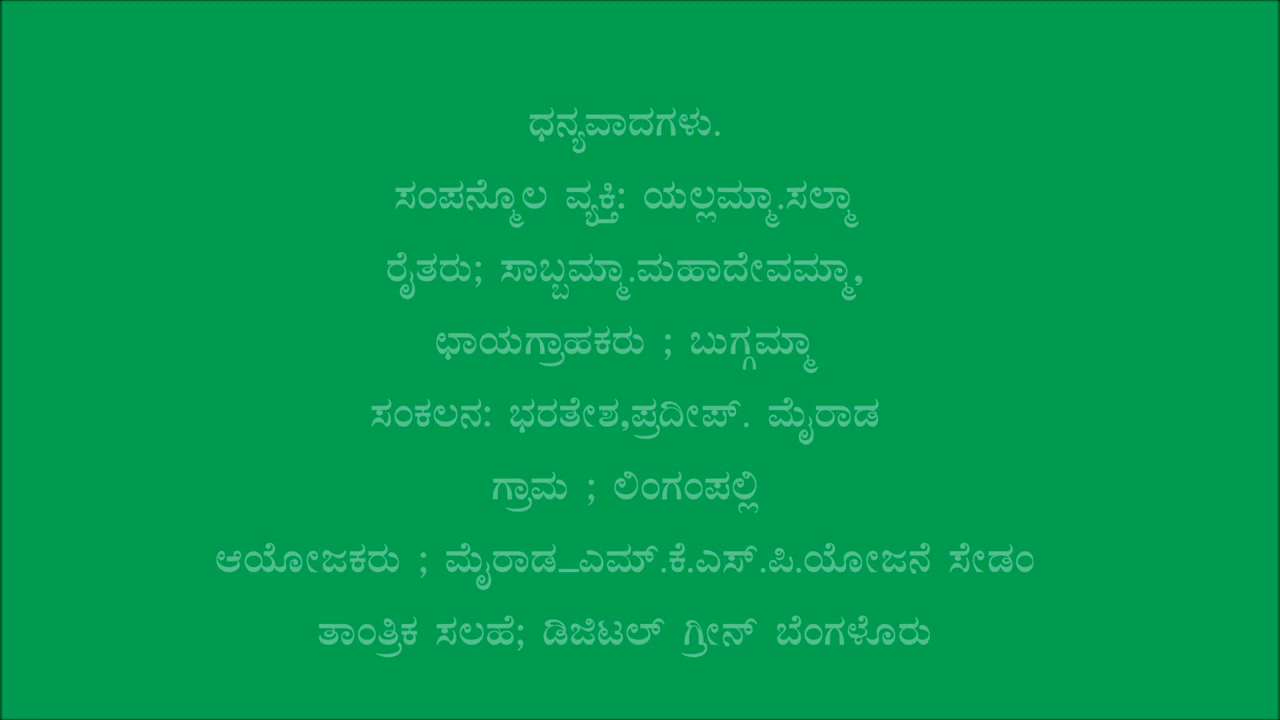 ಧನ್ಯವಾದಗಳು.
ಸಂಪನ್ಮೊಲ ವ್ಯಕ್ತಿ: ಯಲ್ಲಮ್ಮಾ.ಸಲ್ಮಾ
ರೈತರು; ಸಾಬ್ಬಮ್ಮಾ.ಮಹಾದೇವಮ್ಮಾ,
ಛಾಯಗ್ರಾಹಕರು ; ಬುಗ್ಗಮ್ಮಾ
ಸಂಕಲನ: ಭರತೇಶ,ಪ್ರದೀಪ್. ಮೈರಾಡ
ಗ್ರಾಮ ; ಲಿಂಗಂಪಲ್ಲಿ
ಆಯೋಜಕರು ; ಮೈರಾಡ_ಎಮ್.ಕೆ.ಎಸ್.ಪಿ.ಯೋಜನೆ ಸೇಡಂ
ತಾಂತ್ರಿಕ ಸಲಹೆ; ಡಿಜಿಟಲ್ ಗ್ರೀನ್ ಬೆಂಗಳೊರು